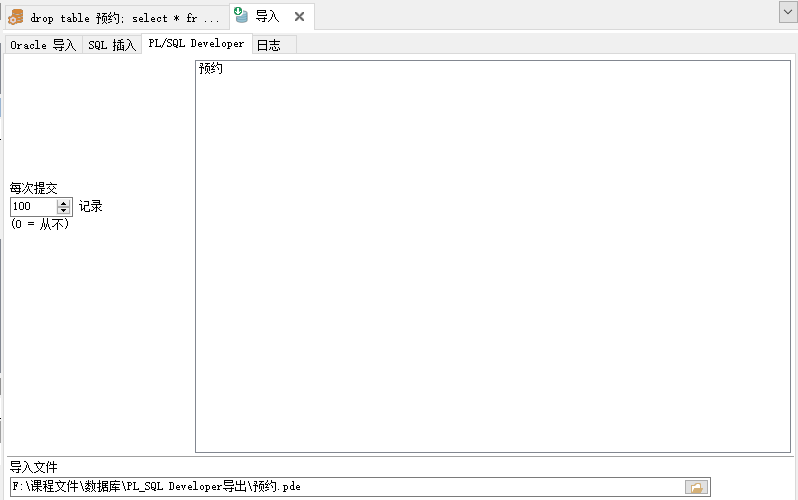 drop table 预约; select * fr ... 导入
Oracle 导入 SQL 插入 PL/SQL Developer 日志
预约
每次提交
100 记录
(0 = 从不)
导入文件
F:\课程文件\数据库\PL_SQL Developer导出\预约.pde